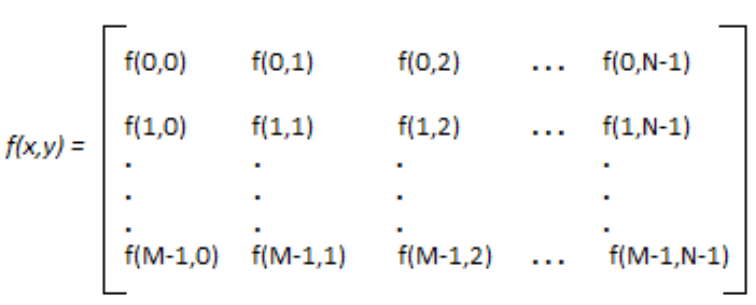 f(0,0) f(0,1) f(0,2) ... f(0,N-1)
f(x,y) = f(1,0) f(1,1) f(1,2) ... f(1,N-1)
. . . .
. . . .
. . . .
f(M-1,0) f(M-1,1) f(M-1,2) ... f(M-1,N-1)